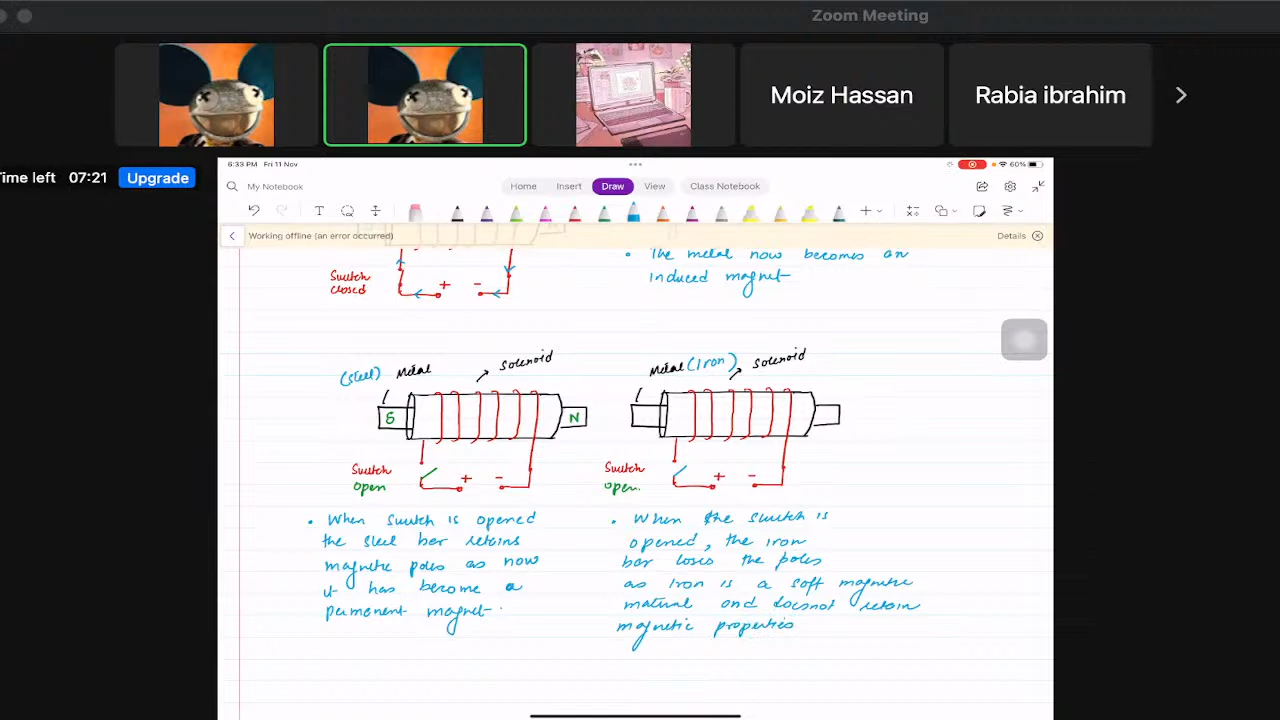 Zoom Meeting
Moiz Hassan
Rabia ibrahim
ime left 07:21 Upgrade
6:33 PM Fri 11 Nov
60%
My Notebook
Home Insert Draw View Class Notebook
Working offline (an error occurred)
Details
Switch
closed
+ -
• The metal now becomes an
induced magnet
(steel) Metal Solenoid
S N
Switch
Open
+ -
• When switch is opened
the steel bar retains
magnetic poles as now
it has become a
permanent magnet.
Metal (Iron) Solenoid
Switch
open.
+ -
• When the switch is
opened, the iron
bar loses the poles
as Iron is a soft magnetic
material and doesnot retain
magnetic properties